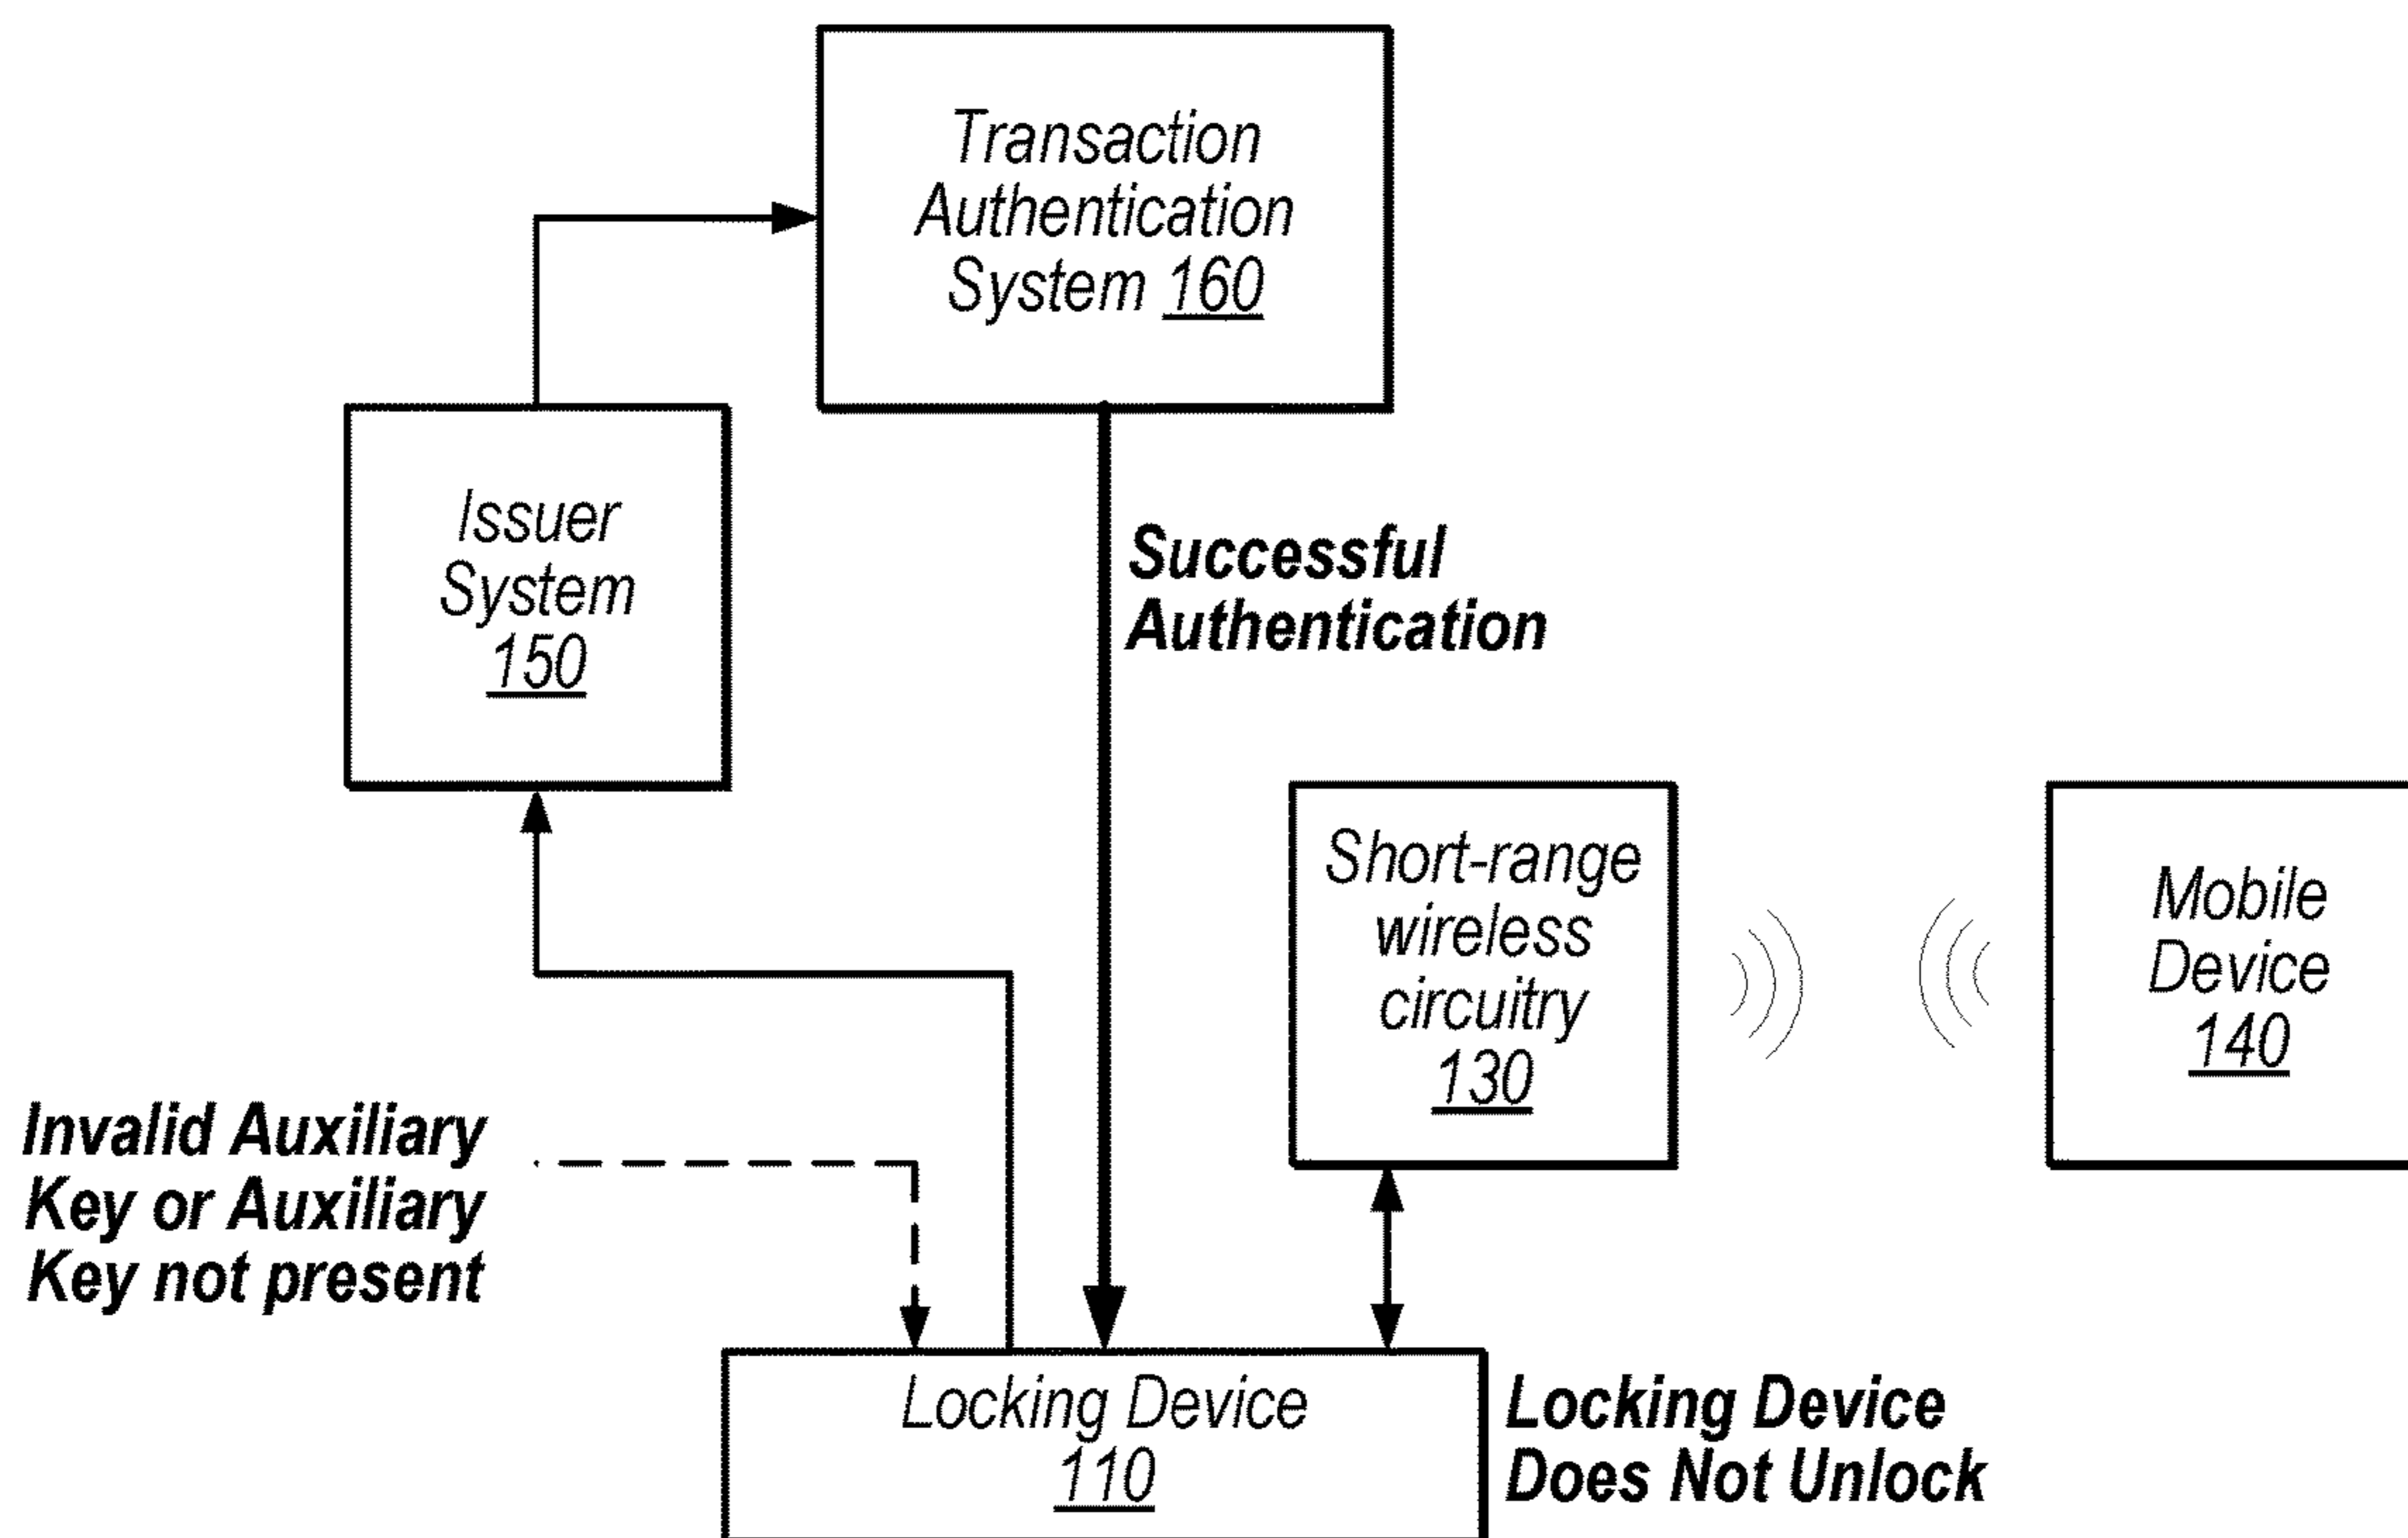 Transaction
Authentication
System 160
Issuer
System
150
Successful
Authentication
Short-range
wireless
circuitry
130
Mobile
Device
140
Invalid Auxiliary
Key or Auxiliary
Key not present
Locking Device
110
Locking Device
Does Not Unlock